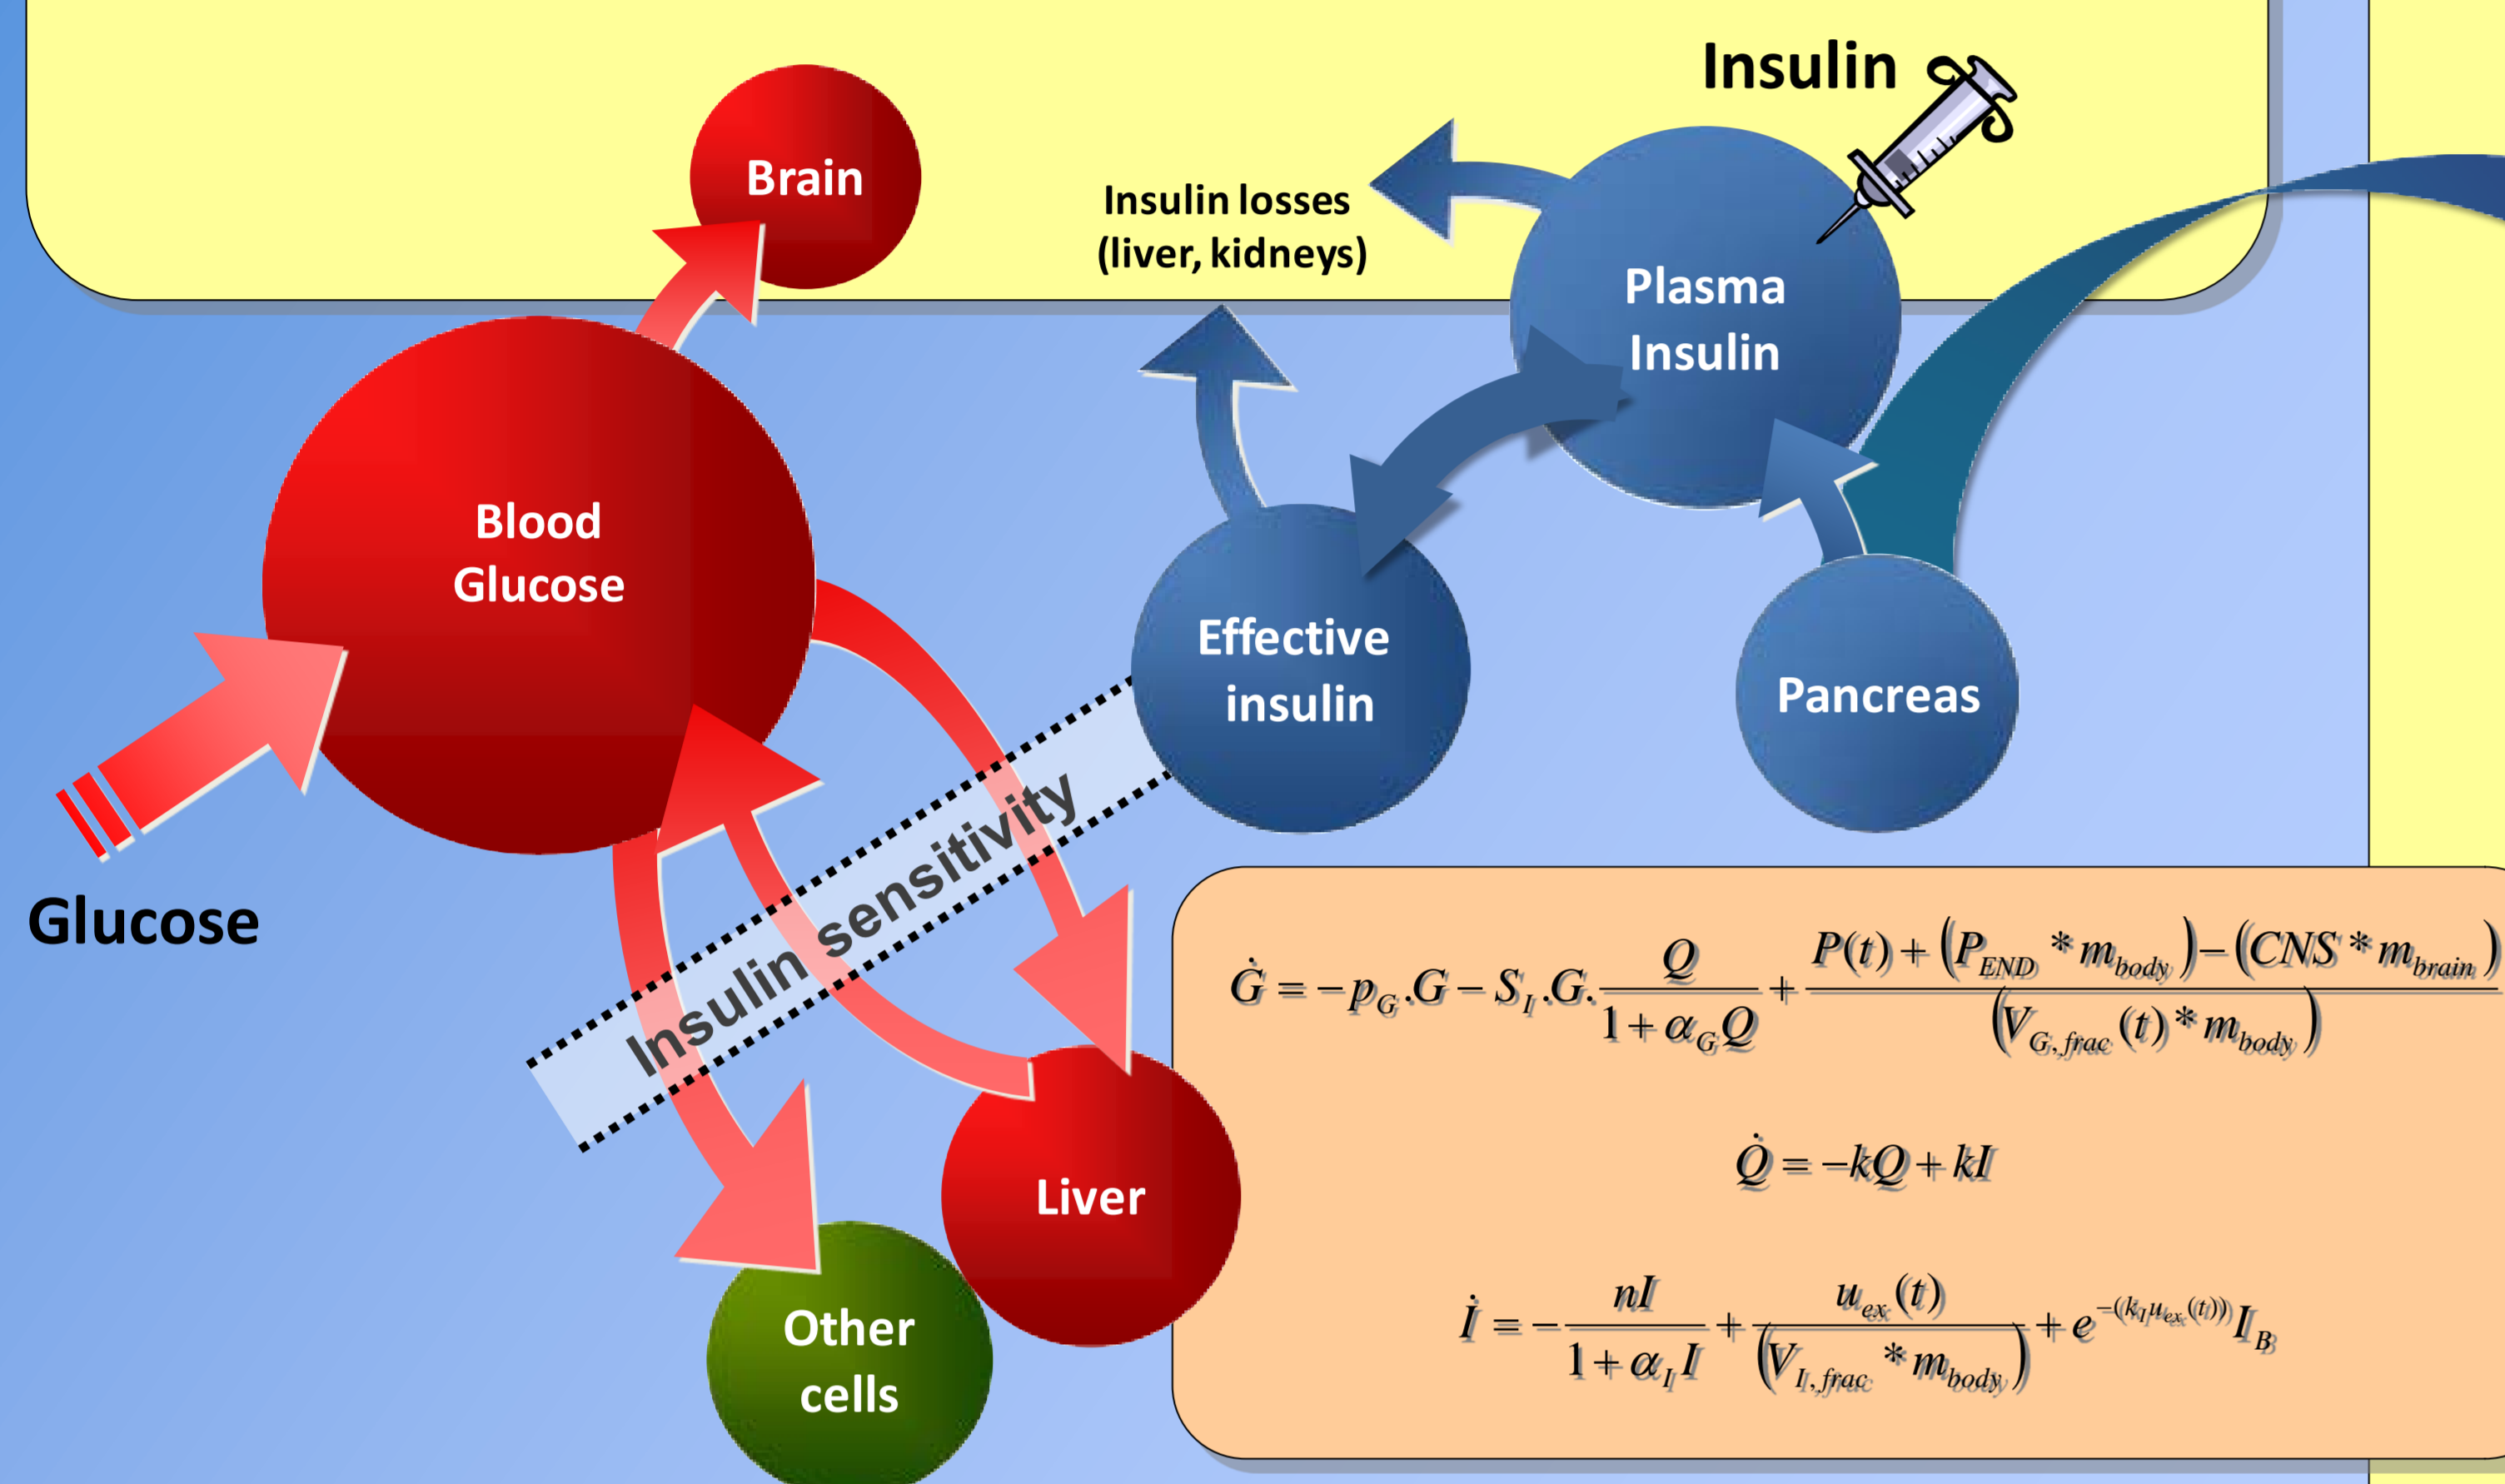 Insulin
Brain
Insulin losses
(liver, kidneys)
Plasma
Insulin
Blood
Glucose
Effective
insulin
Pancreas
Insulin sensitivity
Glucose
Liver
Other
cells
Ġ = −p_G.G − S_I.G.Q/(1 + α_G Q) + (P(t) + (P_END * m_body) − (CNS * m_brain))/(V_G,frac(t) * m_body)
Q̇ = −kQ + kI
İ = −nI/(1 + α_I I) + u_ex(t)/(V_I,frac * m_body) + e^−(k_I u_ex(t)) I_B